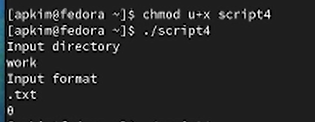 [apkim@fedora ~]$ chmod u+x script4
[apkim@fedora ~]$ ./script4
Input directory
work
Input format
.txt
0